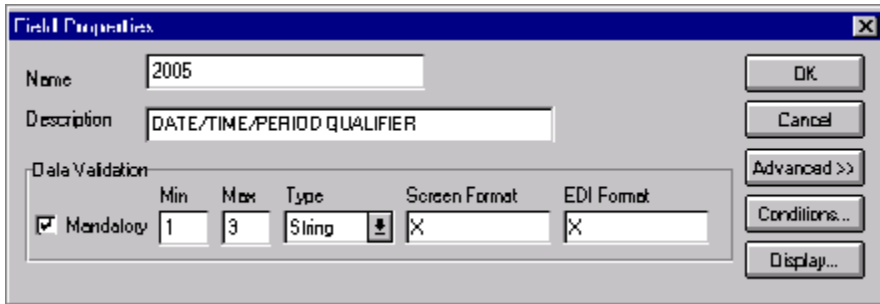 Field Properties
Name 2005 OK
Description DATE/TIME/PERIOD QUALIFIER Cancel
Data Validation Advanced >>
Min Max Type Screen Format EDI Format
Mandatory 1 3 String X X Conditions...
Display...